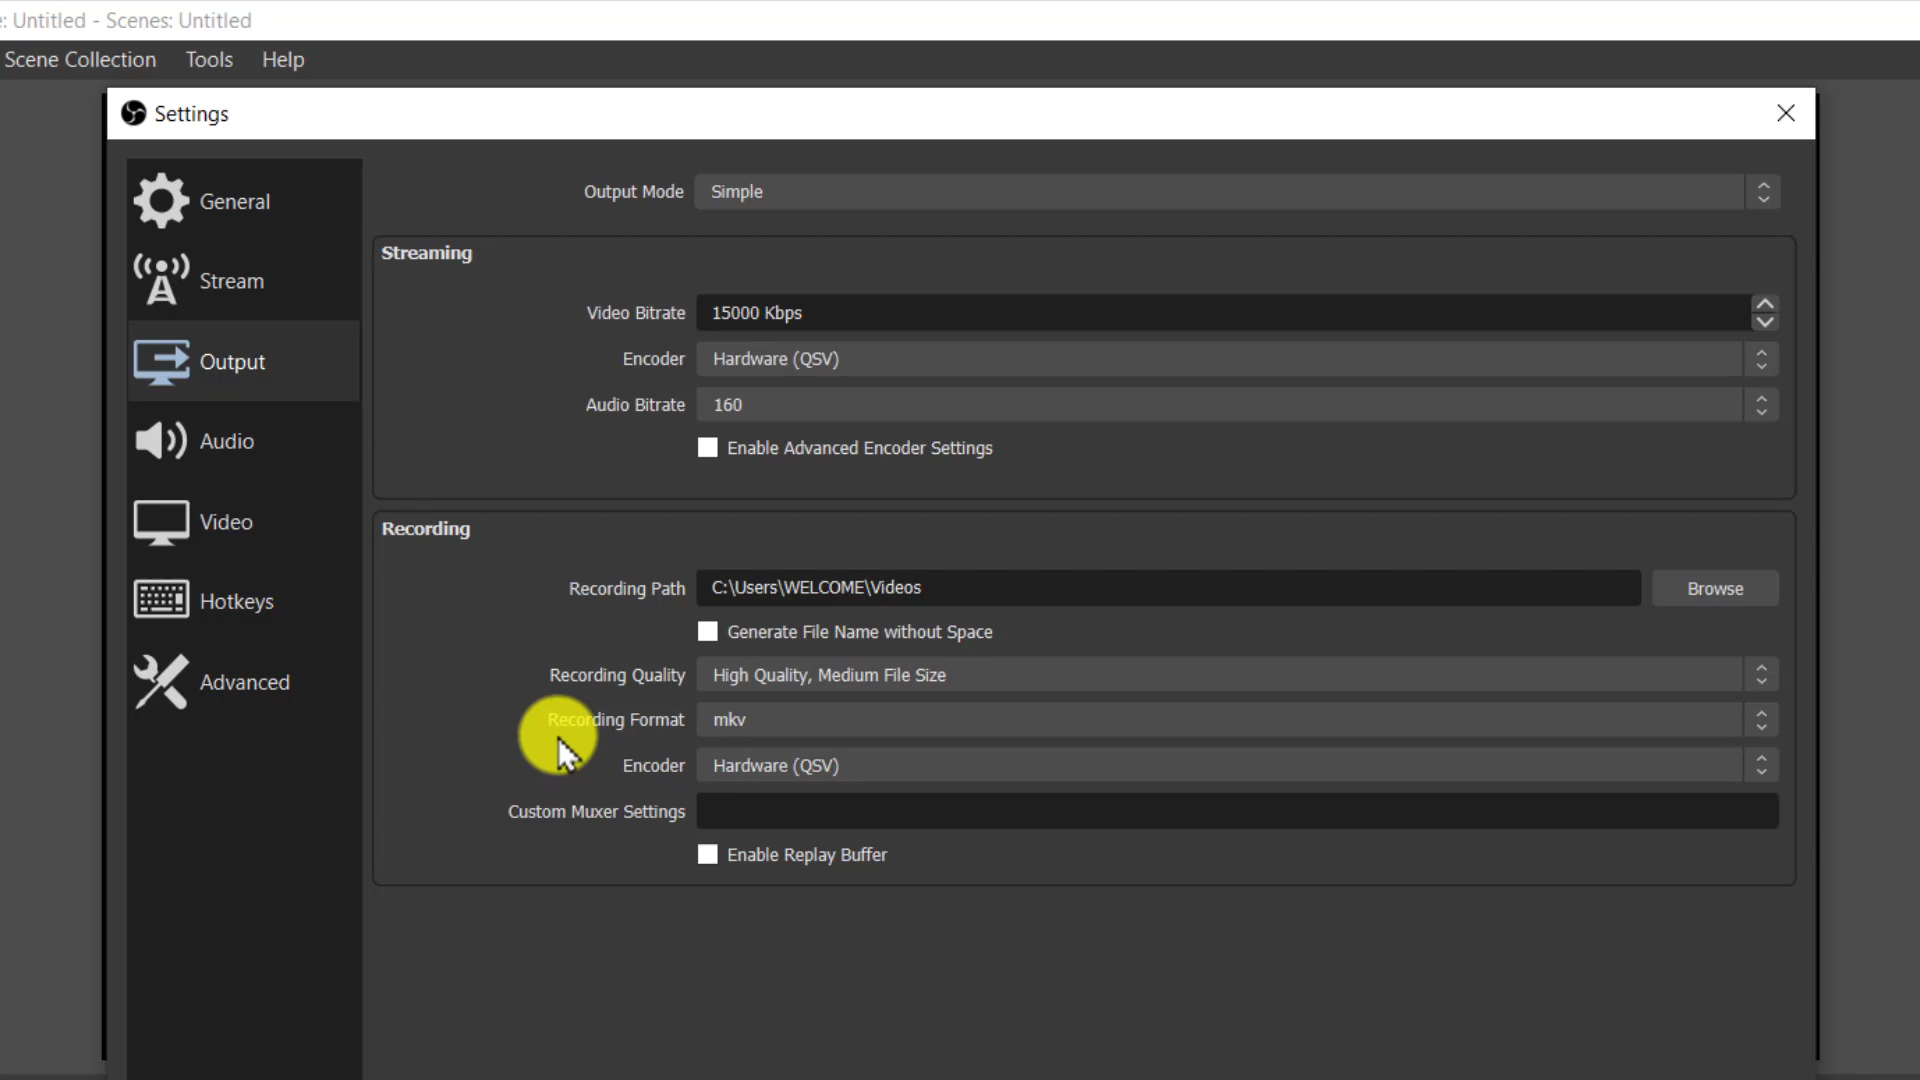 : Untitled - Scenes: Untitled
Scene Collection Tools Help
Settings
General
Stream
Output
Audio
Video
Hotkeys
Advanced
Output Mode Simple
Streaming
Video Bitrate 15000 Kbps
Encoder Hardware (QSV)
Audio Bitrate 160
Enable Advanced Encoder Settings
Recording
Recording Path C:\Users\WELCOME\Videos Browse
Generate File Name without Space
Recording Quality High Quality, Medium File Size
Recording Format mkv
Encoder Hardware (QSV)
Custom Muxer Settings
Enable Replay Buffer